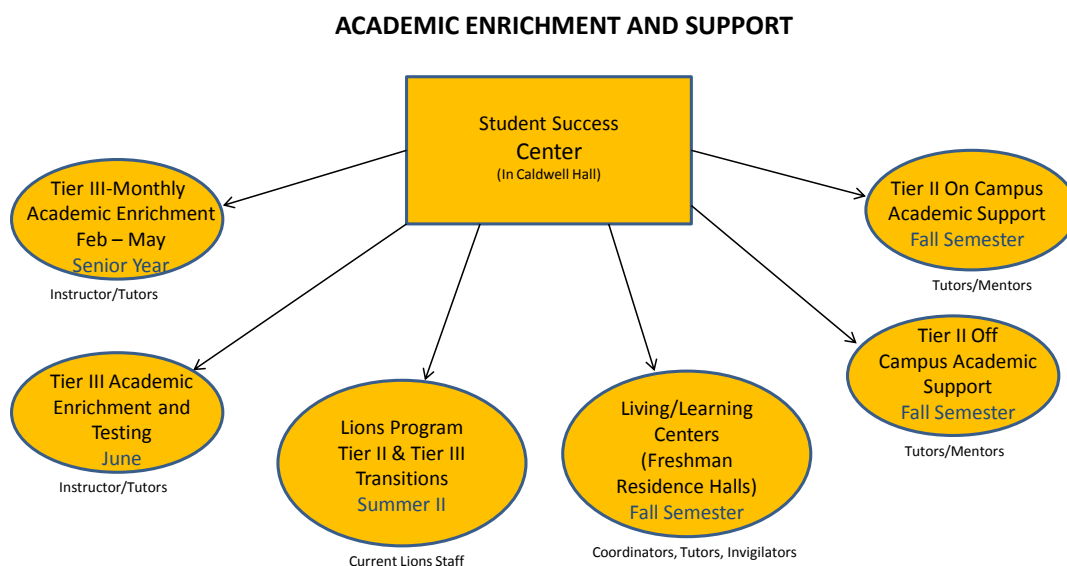 ACADEMIC ENRICHMENT AND SUPPORT
Student Success
Center
(In Caldwell Hall)
Tier III-Monthly
Academic Enrichment
Feb – May
Senior Year
Instructor/Tutors
Tier II On Campus
Academic Support
Fall Semester
Tutors/Mentors
Tier III Academic
Enrichment and
Testing
June
Instructor/Tutors
Lions Program
Tier II & Tier III
Transitions
Summer II
Current Lions Staff
Living/Learning
Centers
(Freshman
Residence Halls)
Fall Semester
Coordinators, Tutors, Invigilators
Tier II Off
Campus Academic
Support
Fall Semester
Tutors/Mentors